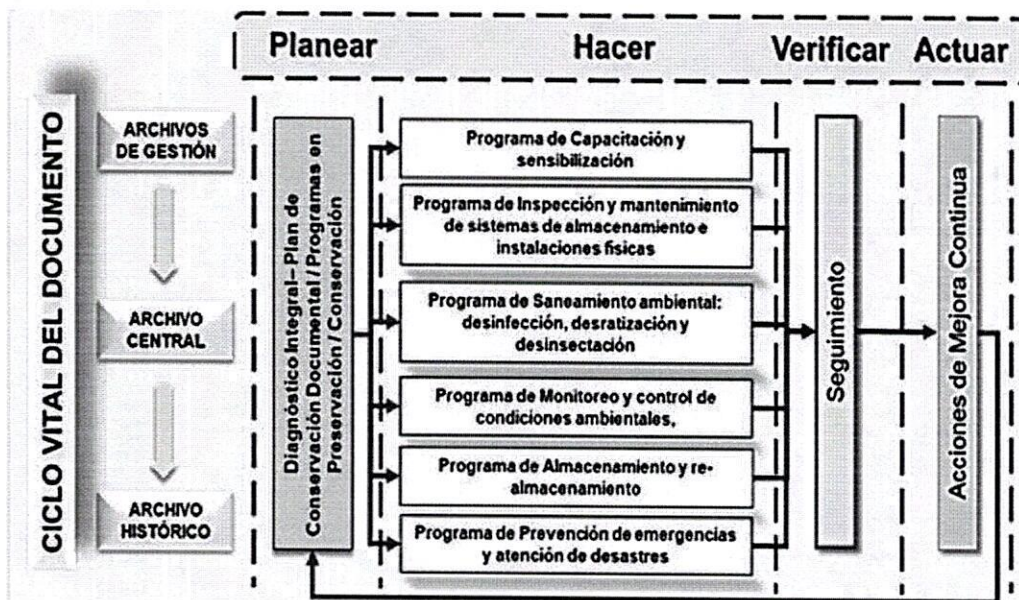 Planear
Hacer
Verificar
Actuar
CICLO VITAL DEL DOCUMENTO
ARCHIVOS
DE GESTIÓN
ARCHIVO
CENTRAL
ARCHIVO
HISTÓRICO
Diagnóstico Integral– Plan de
Conservación Documental / Programas en
Preservación / Conservación
Programa de Capacitación y
sensibilización
Programa de Inspección y mantenimiento
de sistemas de almacenamiento e
instalaciones físicas
Programa de Saneamiento ambiental:
desinfección, desratización y
desinsectación
Programa de Monitoreo y control de
condiciones ambientales,
Programa de Almacenamiento y re-
almacenamiento
Programa de Prevención de emergencias
y atención de desastres
Seguimiento
Acciones de Mejora Continua